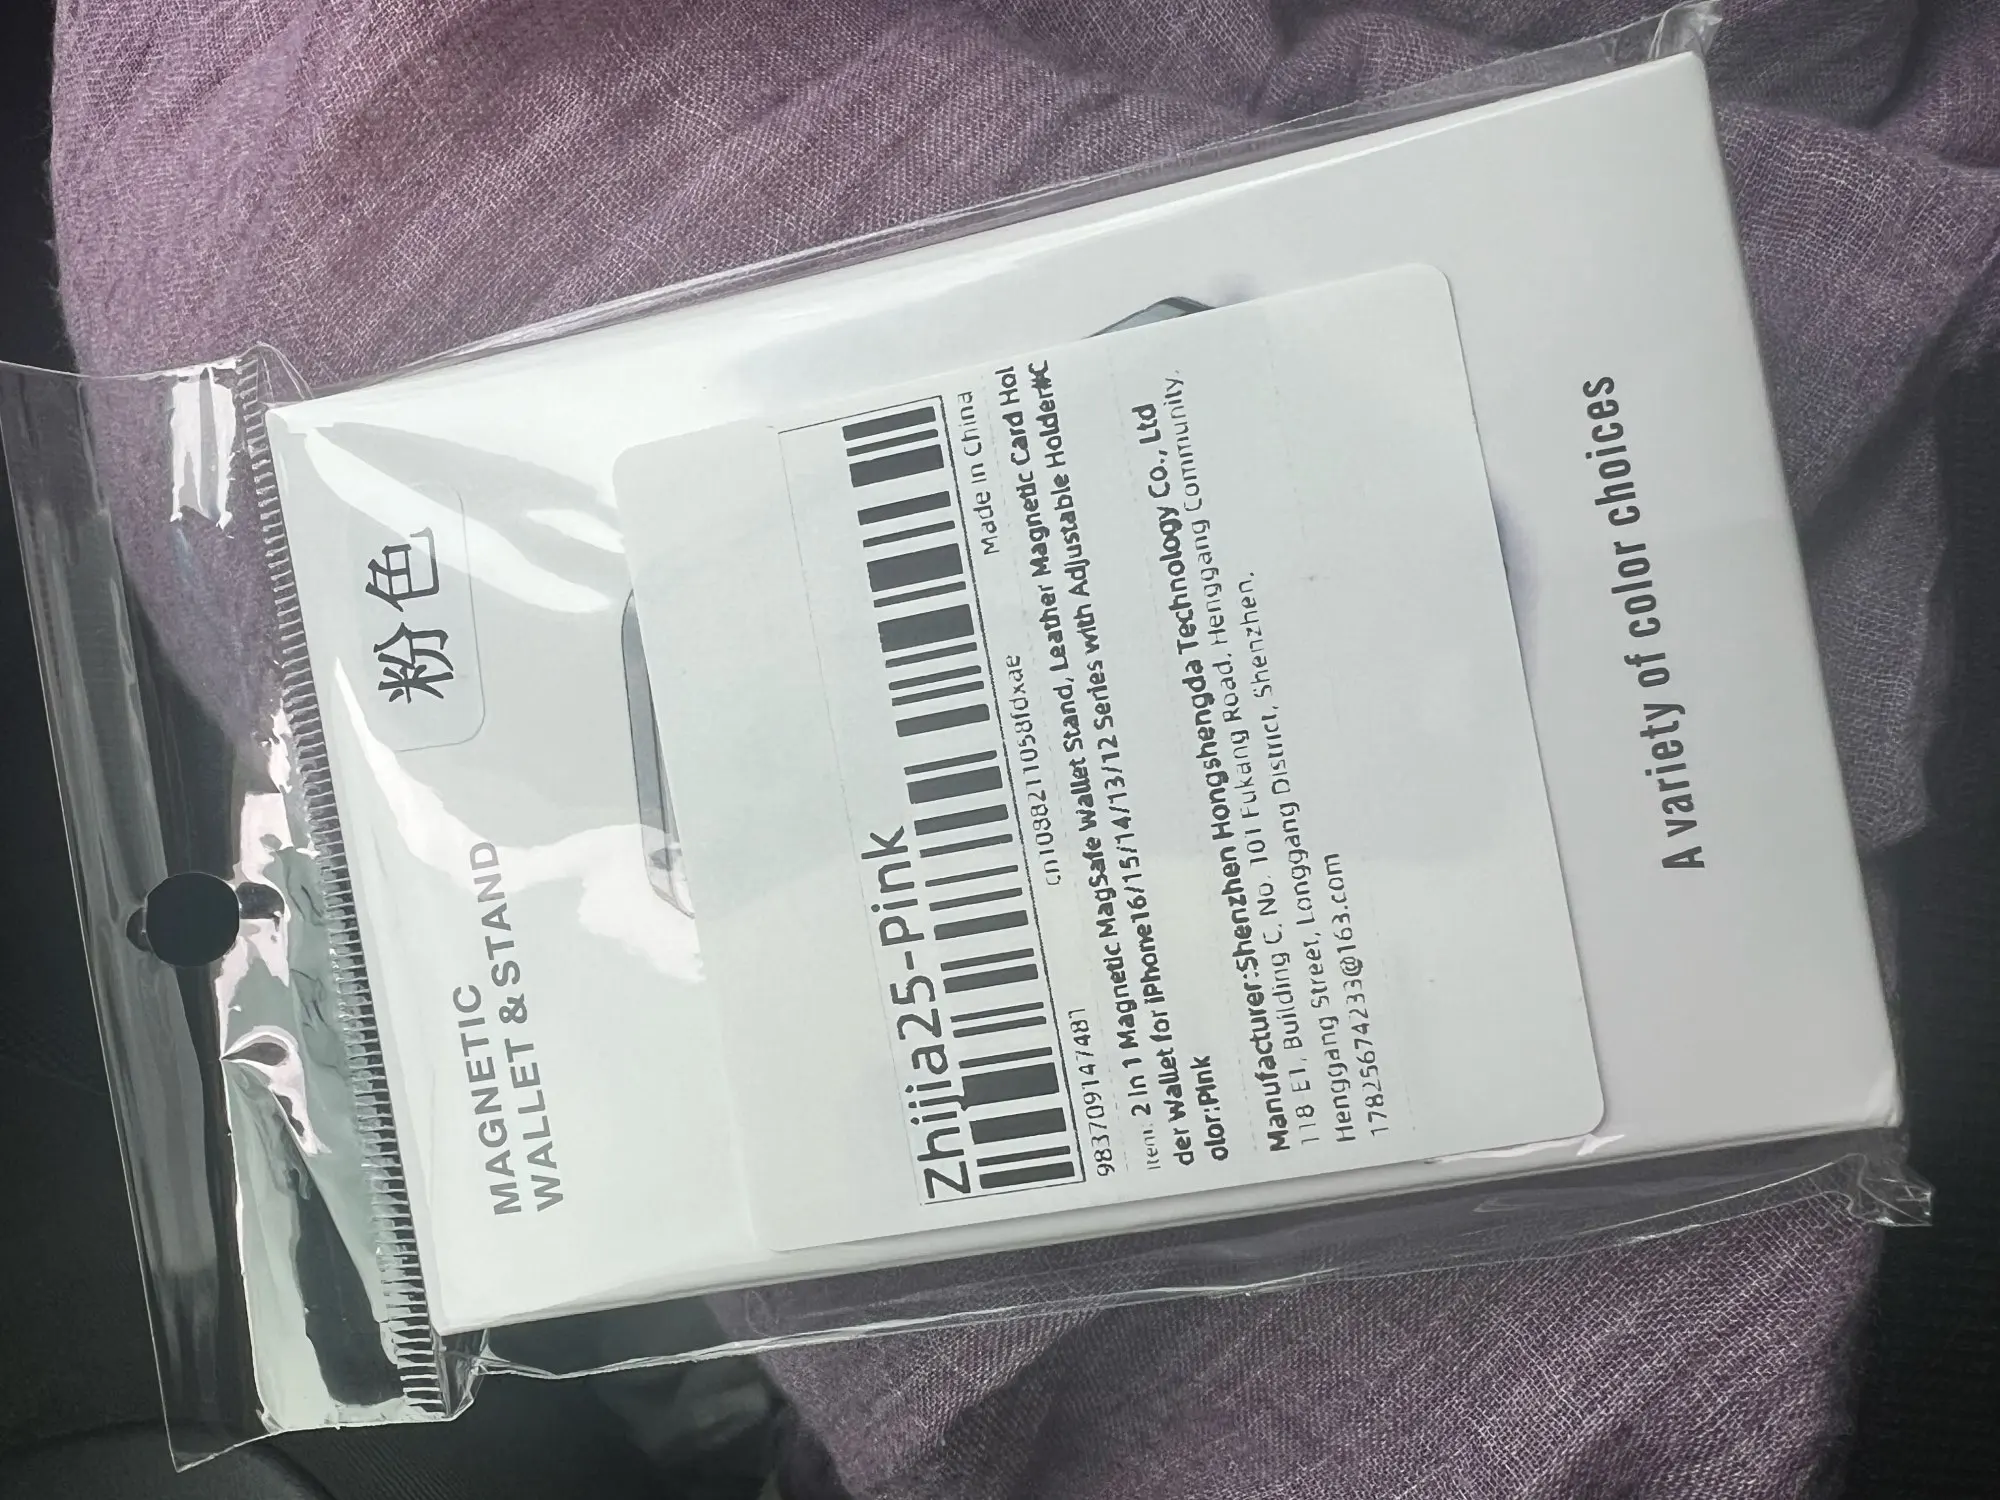 MAGNETIC
WALLET & STAND
粉色
Zhijia25-Pink
983709147481
cn10988211058fdxae
Made In China
Item: 2 In 1 Magnetic MagSafe Wallet Stand, Leather Magnetic Card Hol
der Wallet for iPhone16/15/14/13/12 Series with Adjustable Holder#C
olor:Pink
Manufacturer:Shenzhen Hongshengda Technology Co., Ltd
118 E1, Building C, No. 101 Fukang Road, Henggang Community,
Henggang Street, Longgang District, Shenzhen,
17825674233@163.com
A variety of color choices